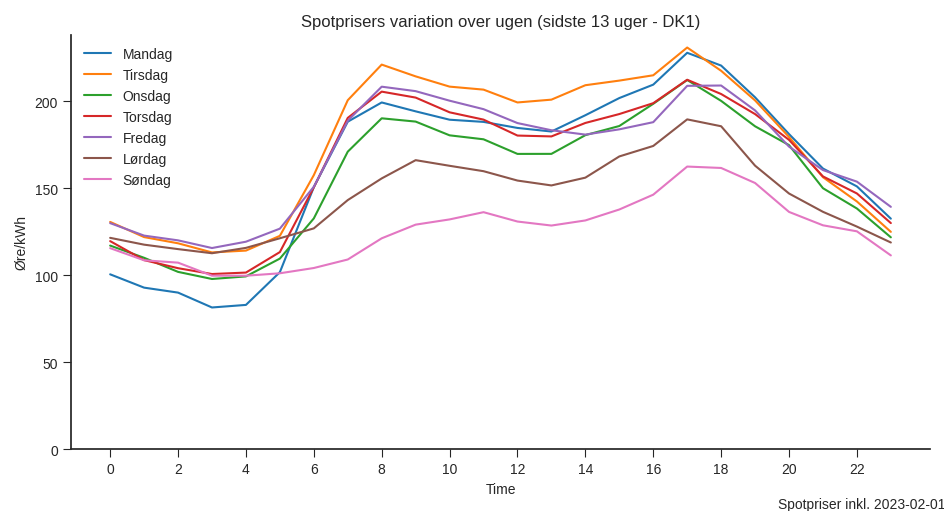 Spotprisers variation over ugen (sidste 13 uger - DK1)
Mandag
Tirsdag
Onsdag
Torsdag
Fredag
Lørdag
Søndag
Øre/kWh
200
150
100
50
0
0 2 4 6 8 10 12 14 16 18 20 22
Time
Spotpriser inkl. 2023-02-01